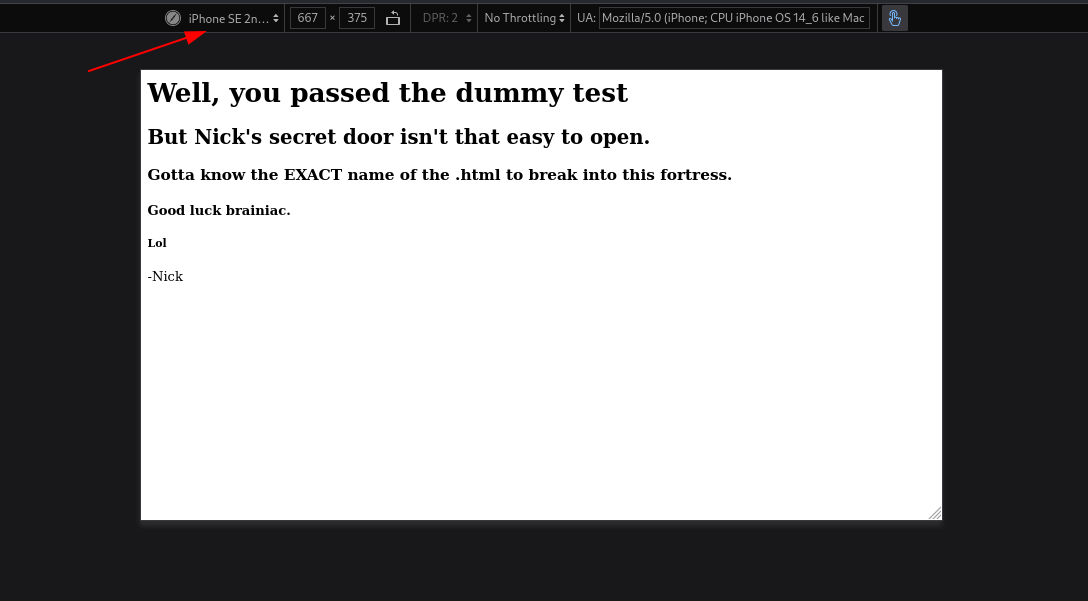 iPhone SE 2n... 667 × 375 DPR: 2 No Throttling UA: Mozilla/5.0 (iPhone; CPU iPhone OS 14_6 like Mac
Well, you passed the dummy test
But Nick's secret door isn't that easy to open.
Gotta know the EXACT name of the .html to break into this fortress.
Good luck brainiac.
Lol
-Nick